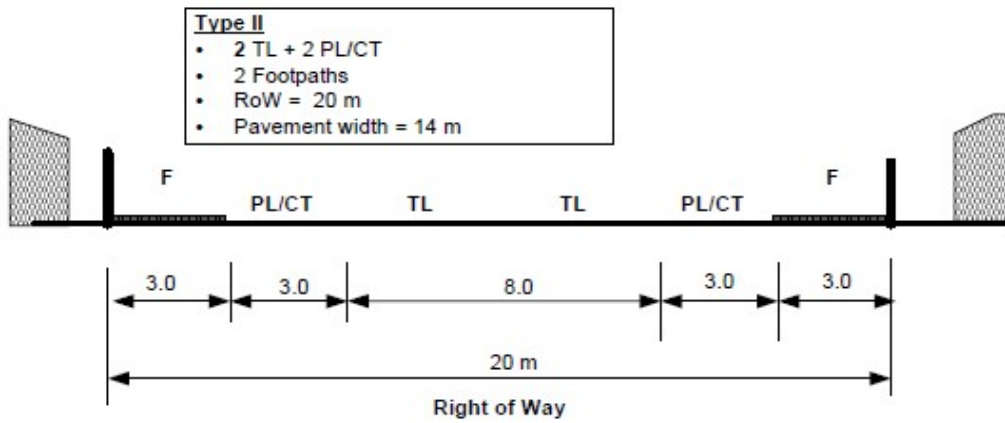 Type II
• 2 TL + 2 PL/CT
• 2 Footpaths
• RoW = 20 m
• Pavement width = 14 m
F F
PL/CT TL TL PL/CT
3.0 3.0 8.0 3.0 3.0
20 m
Right of Way